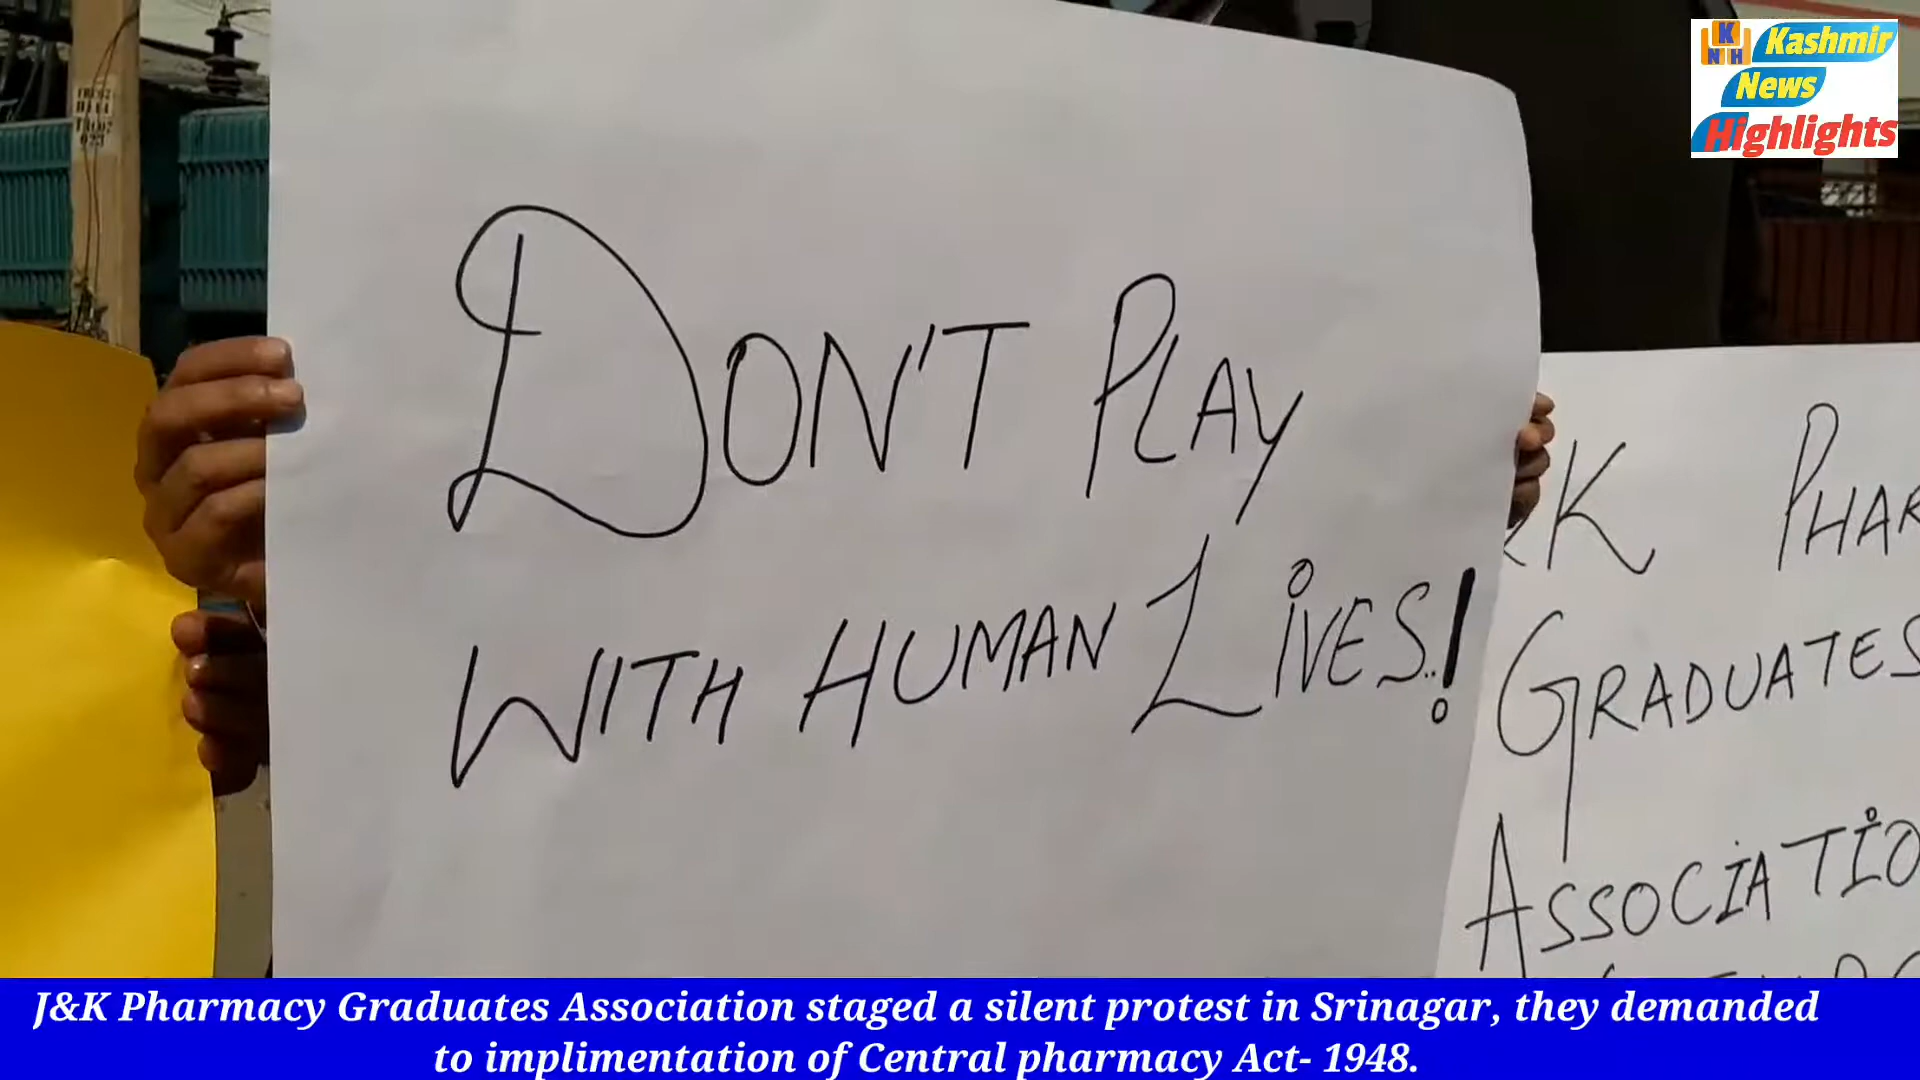 K
N H
Kashmir
News
Highlights
DON'T PLAY
WITH HUMAN LIVES..!
K PHAR
GRADUATES
ASSOCIATIO
J&K Pharmacy Graduates Association staged a silent protest in Srinagar, they demanded
to implimentation of Central pharmacy Act- 1948.